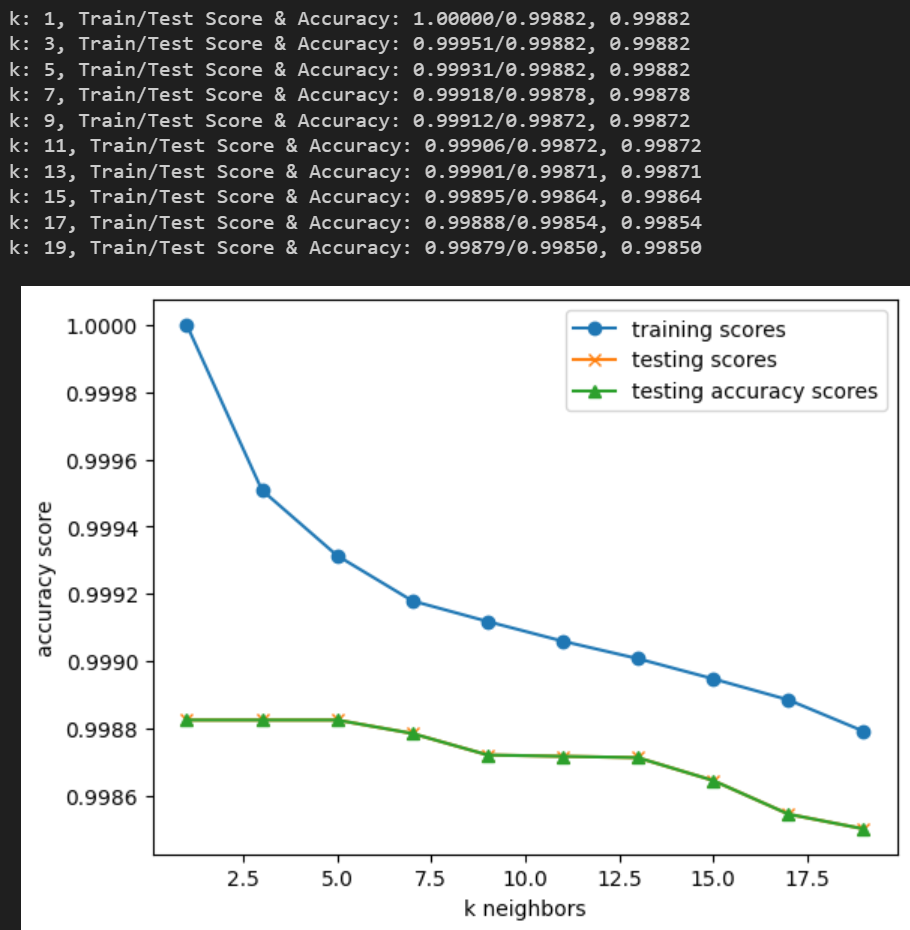 k: 1, Train/Test Score & Accuracy: 1.00000/0.99882, 0.99882
k: 3, Train/Test Score & Accuracy: 0.99951/0.99882, 0.99882
k: 5, Train/Test Score & Accuracy: 0.99931/0.99882, 0.99882
k: 7, Train/Test Score & Accuracy: 0.99918/0.99878, 0.99878
k: 9, Train/Test Score & Accuracy: 0.99912/0.99872, 0.99872
k: 11, Train/Test Score & Accuracy: 0.99906/0.99872, 0.99872
k: 13, Train/Test Score & Accuracy: 0.99901/0.99871, 0.99871
k: 15, Train/Test Score & Accuracy: 0.99895/0.99864, 0.99864
k: 17, Train/Test Score & Accuracy: 0.99888/0.99854, 0.99854
k: 19, Train/Test Score & Accuracy: 0.99879/0.99850, 0.99850
training scores
testing scores
testing accuracy scores
accuracy score
1.0000
0.9998
0.9996
0.9994
0.9992
0.9990
0.9988
0.9986
2.5 5.0 7.5 10.0 12.5 15.0 17.5
k neighbors